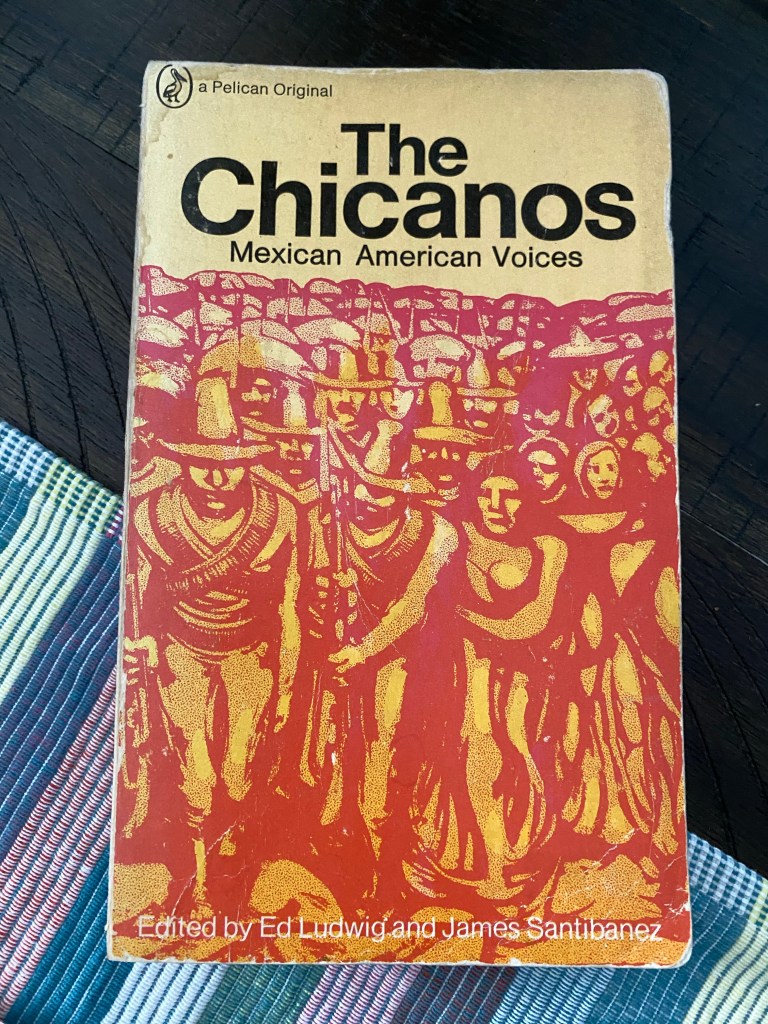 a Pelican Original
The
Chicanos
Mexican American Voices
Edited by Ed Ludwig and James Santibanez